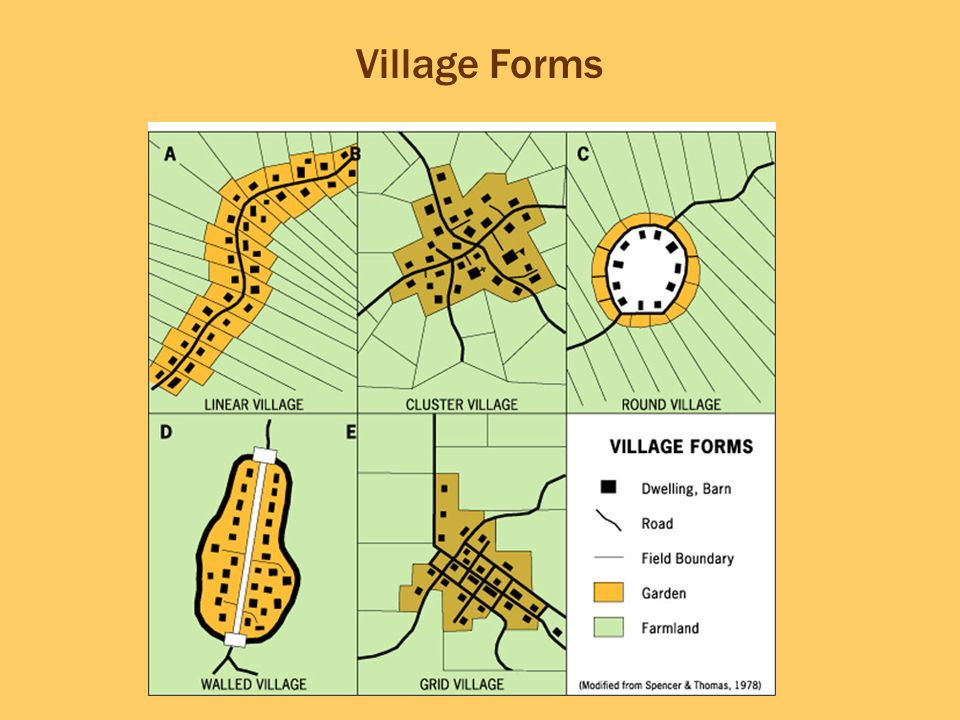 Village Forms
A
B
C
LINEAR VILLAGE
CLUSTER VILLAGE
ROUND VILLAGE
D
E
WALLED VILLAGE
GRID VILLAGE
VILLAGE FORMS
Dwelling, Barn
Road
Field Boundary
Garden
Farmland
(Modified from Spencer & Thomas, 1978)